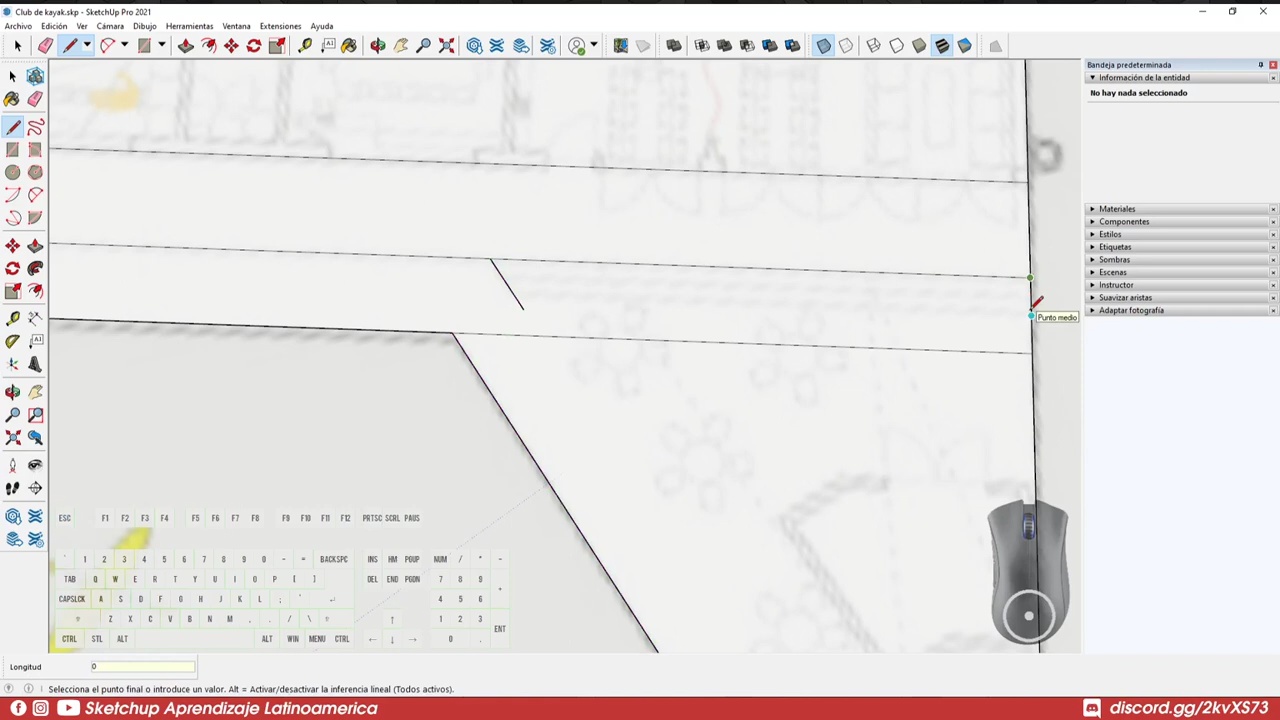 Club de kayak.skp - SketchUp Pro 2021
Archivo Edición Ver Cámara Dibujo Herramientas Ventana Extensiones Ayuda
Bandeja predeterminada
Información de la entidad
No hay nada seleccionado
Materiales
Componentes
Estilos
Etiquetas
Sombras
Escenas
Instructor
Suavizar aristas
Adaptar fotografía
Punto medio
ESC F1 F2 F3 F4 F5 F6 F7 F8 F9 F10 F11 F12 PRTSC SCRL PAUS
` 1 2 3 4 5 6 7 8 9 0 - = BACKSPC INS HM PGUP NUM / * -
TAB Q W E R T Y U I O P [ ] DEL END PGDN 7 8 9 +
CAPSLCK A S D F G H J K L ; ' ↵ 4 5 6
⇧ Z X C V B N M , . / ⇧ ↑ 1 2 3 ENT
CTRL STL ALT ALT WIN MENU CTRL ← ↓ → 0 .
Longitud 0
Selecciona el punto final o introduce un valor. Alt = Activar/desactivar la inferencia lineal (Todos activos).
Sketchup Aprendizaje Latinoamerica
discord.gg/2kvXS73